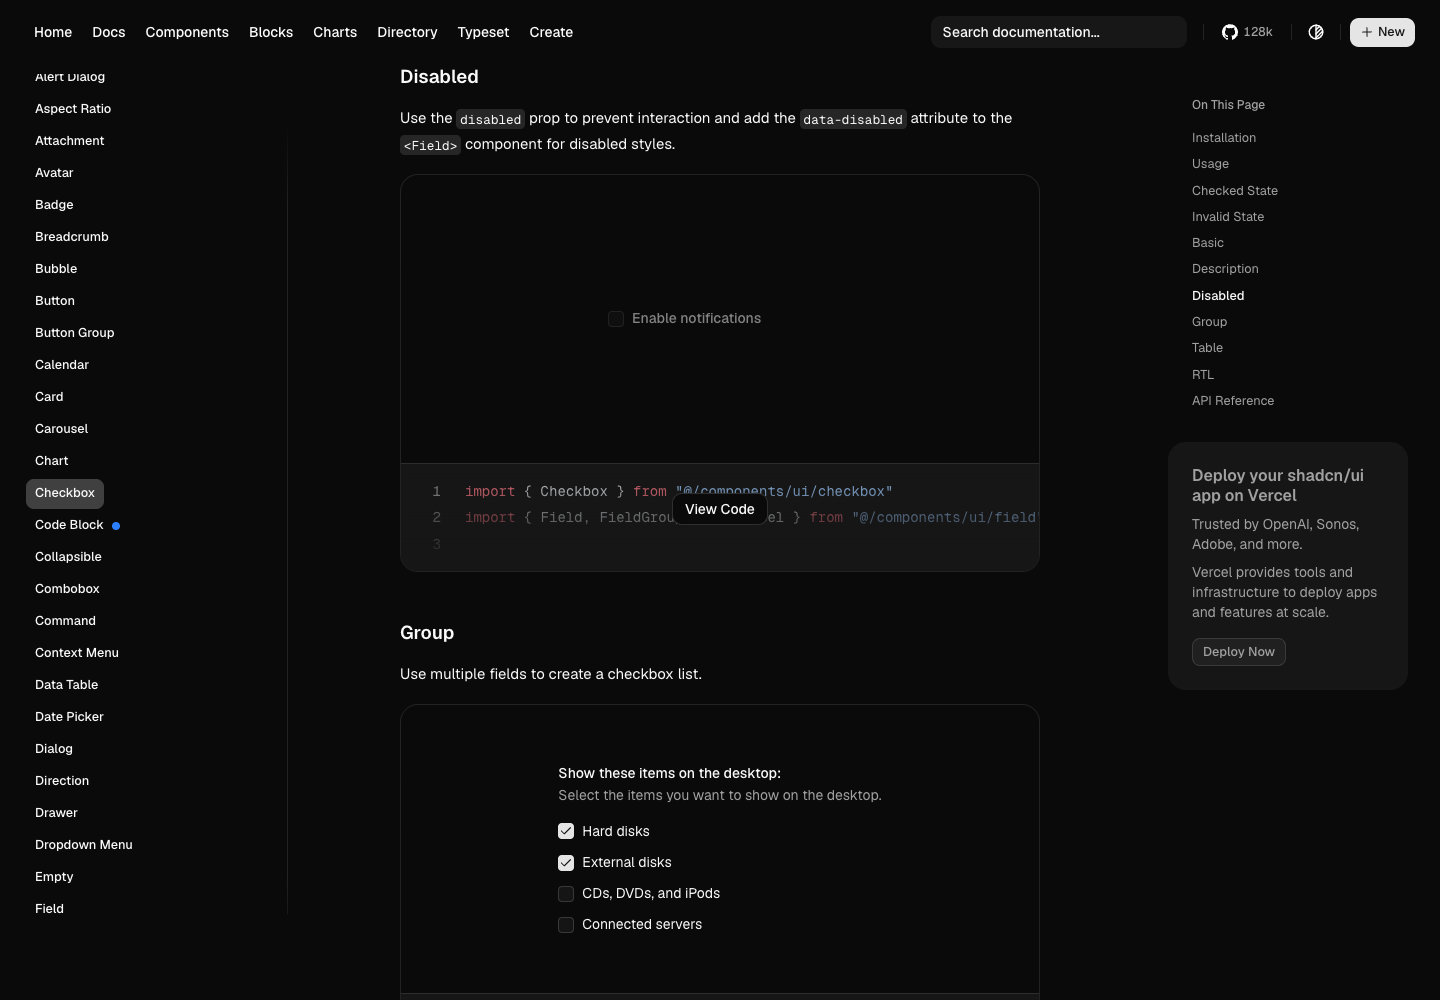 Home Docs Components Blocks Charts Directory Typeset Create
Search documentation...
128k
New
Alert Dialog
Aspect Ratio
Attachment
Avatar
Badge
Breadcrumb
Bubble
Button
Button Group
Calendar
Card
Carousel
Chart
Checkbox
Code Block
Collapsible
Combobox
Command
Context Menu
Data Table
Date Picker
Dialog
Direction
Drawer
Dropdown Menu
Empty
Field
Disabled
Use the disabled prop to prevent interaction and add the data-disabled attribute to the
<Field> component for disabled styles.
Enable notifications
1 import { Checkbox } from "@/components/ui/checkbox"
View Code
2 import { Field, FieldGrou el } from "@/components/ui/field"
3
Group
Use multiple fields to create a checkbox list.
Show these items on the desktop:
Select the items you want to show on the desktop.
Hard disks
External disks
CDs, DVDs, and iPods
Connected servers
On This Page
Installation
Usage
Checked State
Invalid State
Basic
Description
Disabled
Group
Table
RTL
API Reference
Deploy your shadcn/ui
app on Vercel
Trusted by OpenAI, Sonos,
Adobe, and more.
Vercel provides tools and
infrastructure to deploy apps
and features at scale.
Deploy Now